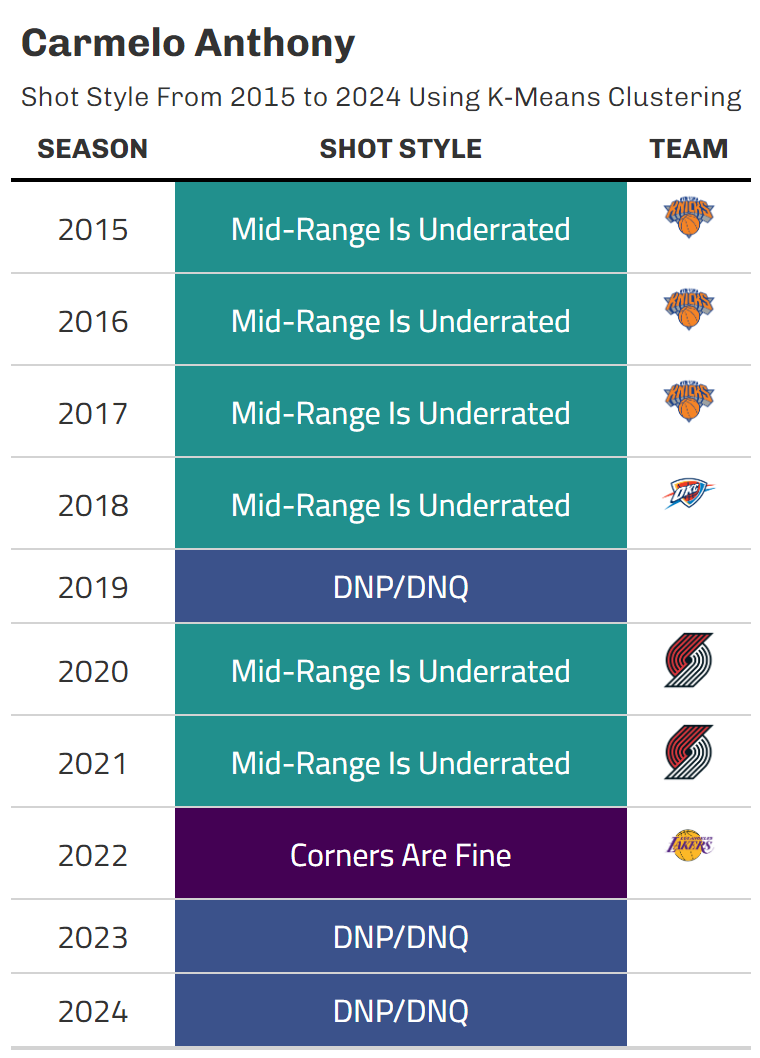 Carmelo Anthony
Shot Style From 2015 to 2024 Using K-Means Clustering
SEASON SHOT STYLE TEAM
2015 Mid-Range Is Underrated KNICKS
2016 Mid-Range Is Underrated KNICKS
2017 Mid-Range Is Underrated KNICKS
2018 Mid-Range Is Underrated OKC
2019 DNP/DNQ
2020 Mid-Range Is Underrated
2021 Mid-Range Is Underrated
2022 Corners Are Fine LOS ANGELES LAKERS
2023 DNP/DNQ
2024 DNP/DNQ